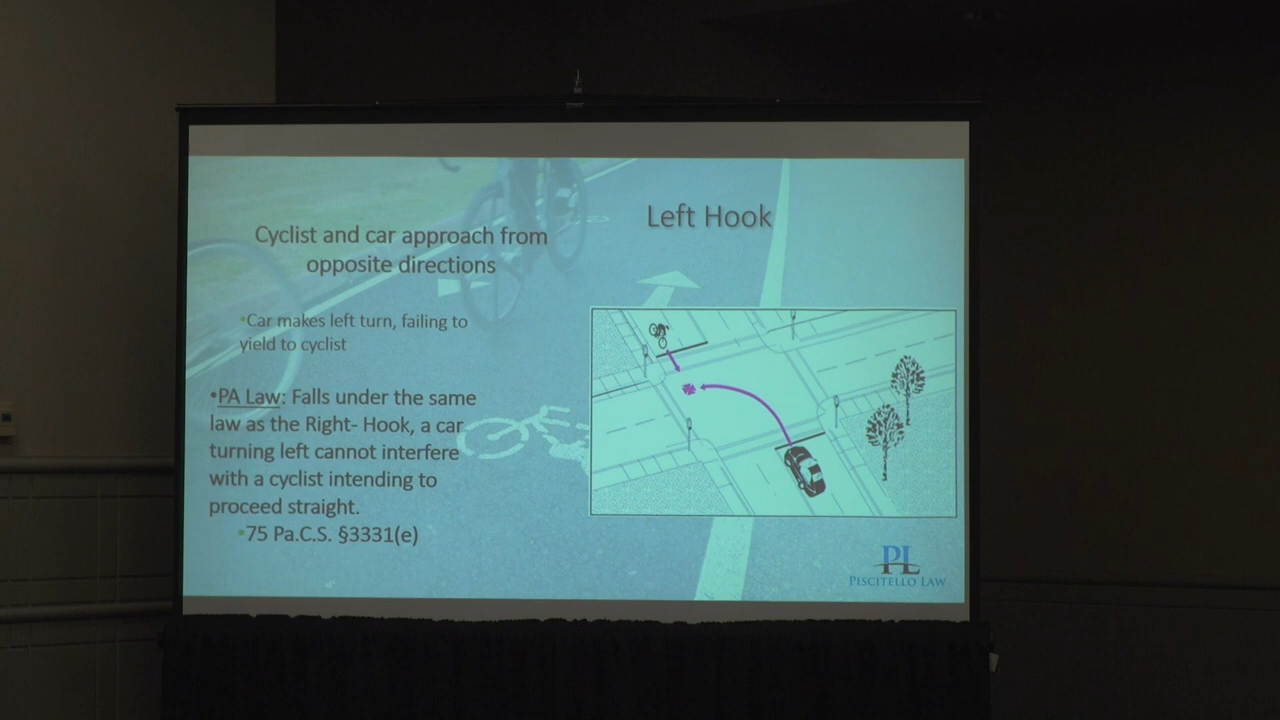 Left Hook
Cyclist and car approach from
opposite directions
•Car makes left turn, failing to
yield to cyclist
•PA Law: Falls under the same
law as the Right- Hook, a car
turning left cannot interfere
with a cyclist intending to
proceed straight.
•75 Pa.C.S. §3331(e)
PL
PISCITELLO LAW